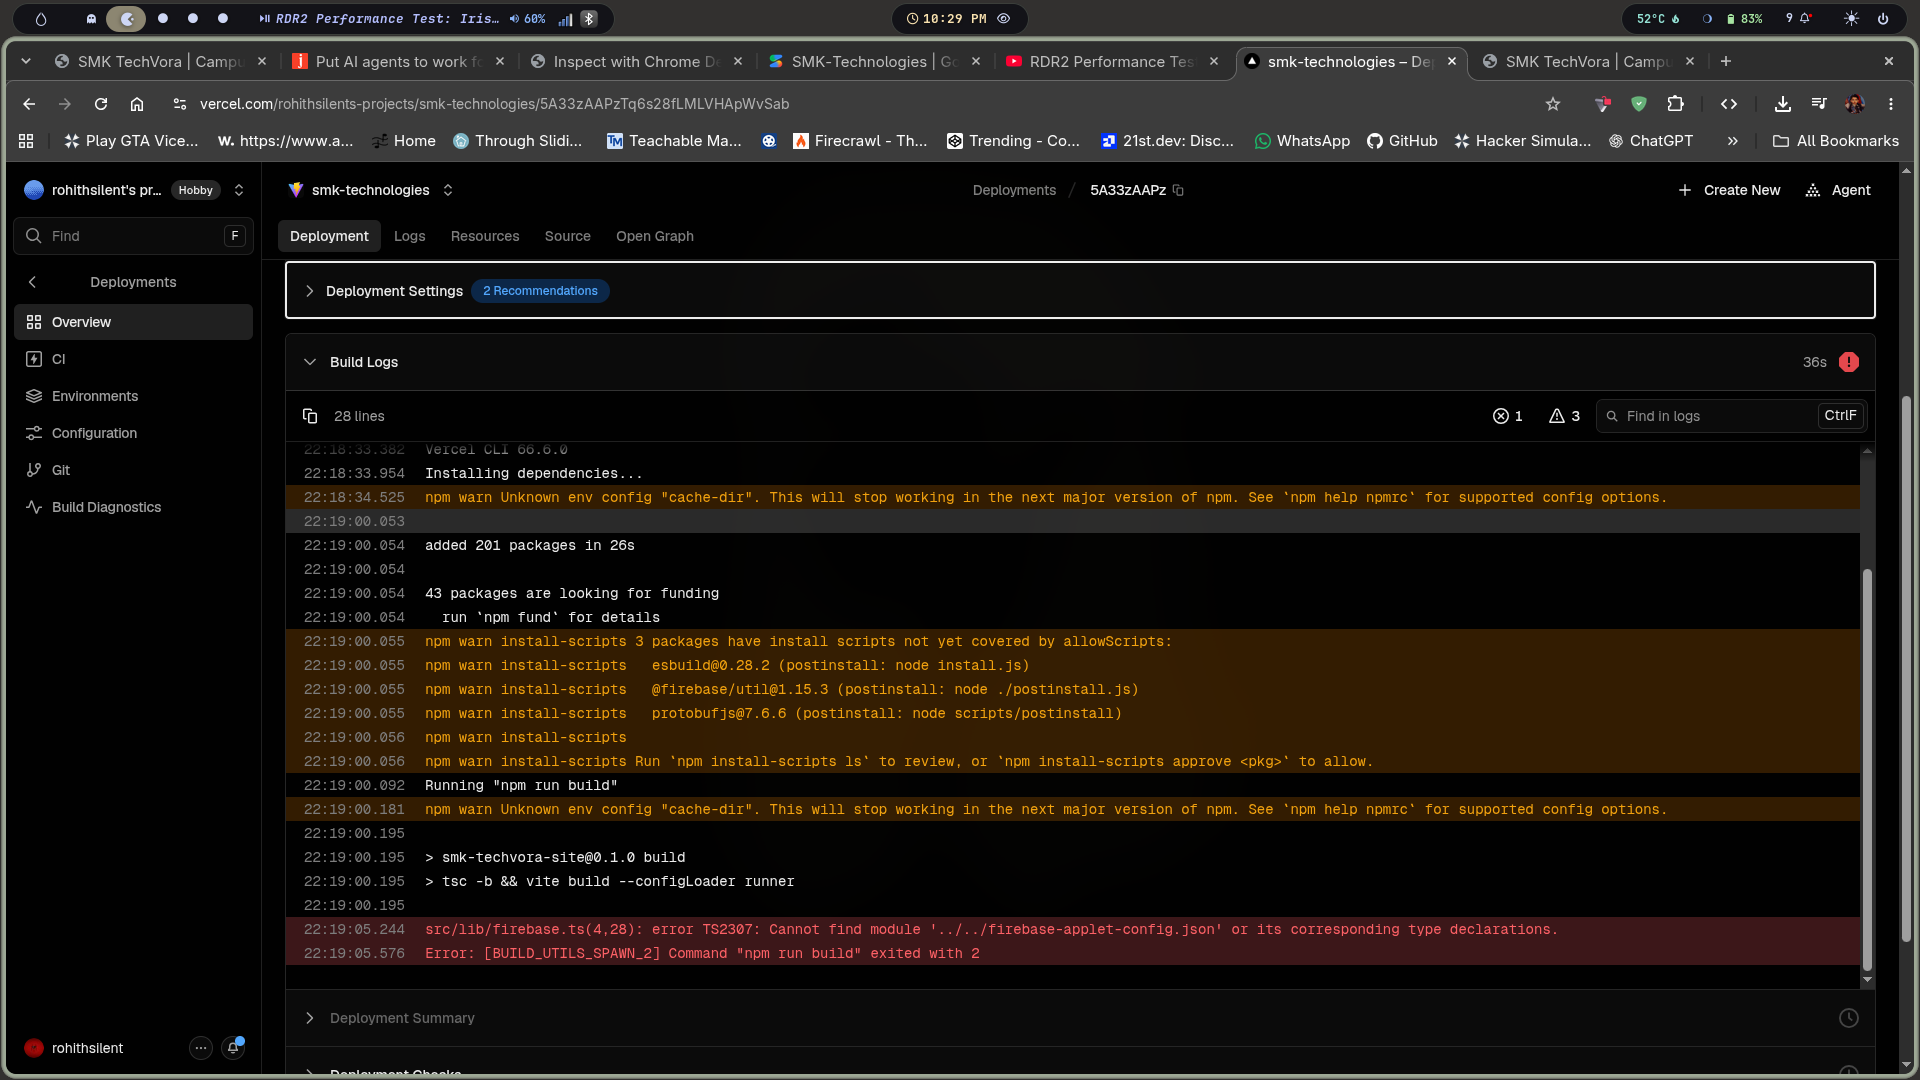 RDR2 Performance Test: Iris...
60%
10:29 PM
52°C
83%
9
SMK TechVora | Campu
Put AI agents to work fo
Inspect with Chrome De
SMK-Technologies | Go
RDR2 Performance Tes
smk-technologies – Dep
SMK TechVora | Campu
vercel.com/rohithsilents-projects/smk-technologies/5A33zAAPzTq6s28fLMLVHApWvSab
Play GTA Vice...
https://www.a...
Home
Through Slidi...
Teachable Ma...
Firecrawl - Th...
Trending - Co...
21st.dev: Disc...
WhatsApp
GitHub
Hacker Simula...
ChatGPT
All Bookmarks
rohithsilent's pr...
Hobby
smk-technologies
Deployments / 5A33zAAPz
Create New
Agent
Find
F
Deployment
Logs
Resources
Source
Open Graph
Deployments
Overview
CI
Environments
Configuration
Git
Build Diagnostics
Deployment Settings
2 Recommendations
Build Logs
36s
28 lines
1
3
Find in logs
CtrlF
22:18:33.382 Vercel CLI 66.6.0
22:18:33.954 Installing dependencies...
22:18:34.525 npm warn Unknown env config "cache-dir". This will stop working in the next major version of npm. See `npm help npmrc` for supported config options.
22:19:00.053
22:19:00.054 added 201 packages in 26s
22:19:00.054
22:19:00.054 43 packages are looking for funding
22:19:00.054 run `npm fund` for details
22:19:00.055 npm warn install-scripts 3 packages have install scripts not yet covered by allowScripts:
22:19:00.055 npm warn install-scripts esbuild@0.28.2 (postinstall: node install.js)
22:19:00.055 npm warn install-scripts @firebase/util@1.15.3 (postinstall: node ./postinstall.js)
22:19:00.055 npm warn install-scripts protobufjs@7.6.6 (postinstall: node scripts/postinstall)
22:19:00.056 npm warn install-scripts
22:19:00.056 npm warn install-scripts Run `npm install-scripts ls` to review, or `npm install-scripts approve <pkg>` to allow.
22:19:00.092 Running "npm run build"
22:19:00.181 npm warn Unknown env config "cache-dir". This will stop working in the next major version of npm. See `npm help npmrc` for supported config options.
22:19:00.195
22:19:00.195 > smk-techvora-site@0.1.0 build
22:19:00.195 > tsc -b && vite build --configLoader runner
22:19:00.195
22:19:05.244 src/lib/firebase.ts(4,28): error TS2307: Cannot find module '../../firebase-applet-config.json' or its corresponding type declarations.
22:19:05.576 Error: [BUILD_UTILS_SPAWN_2] Command "npm run build" exited with 2
Deployment Summary
Deployment Checks
rohithsilent